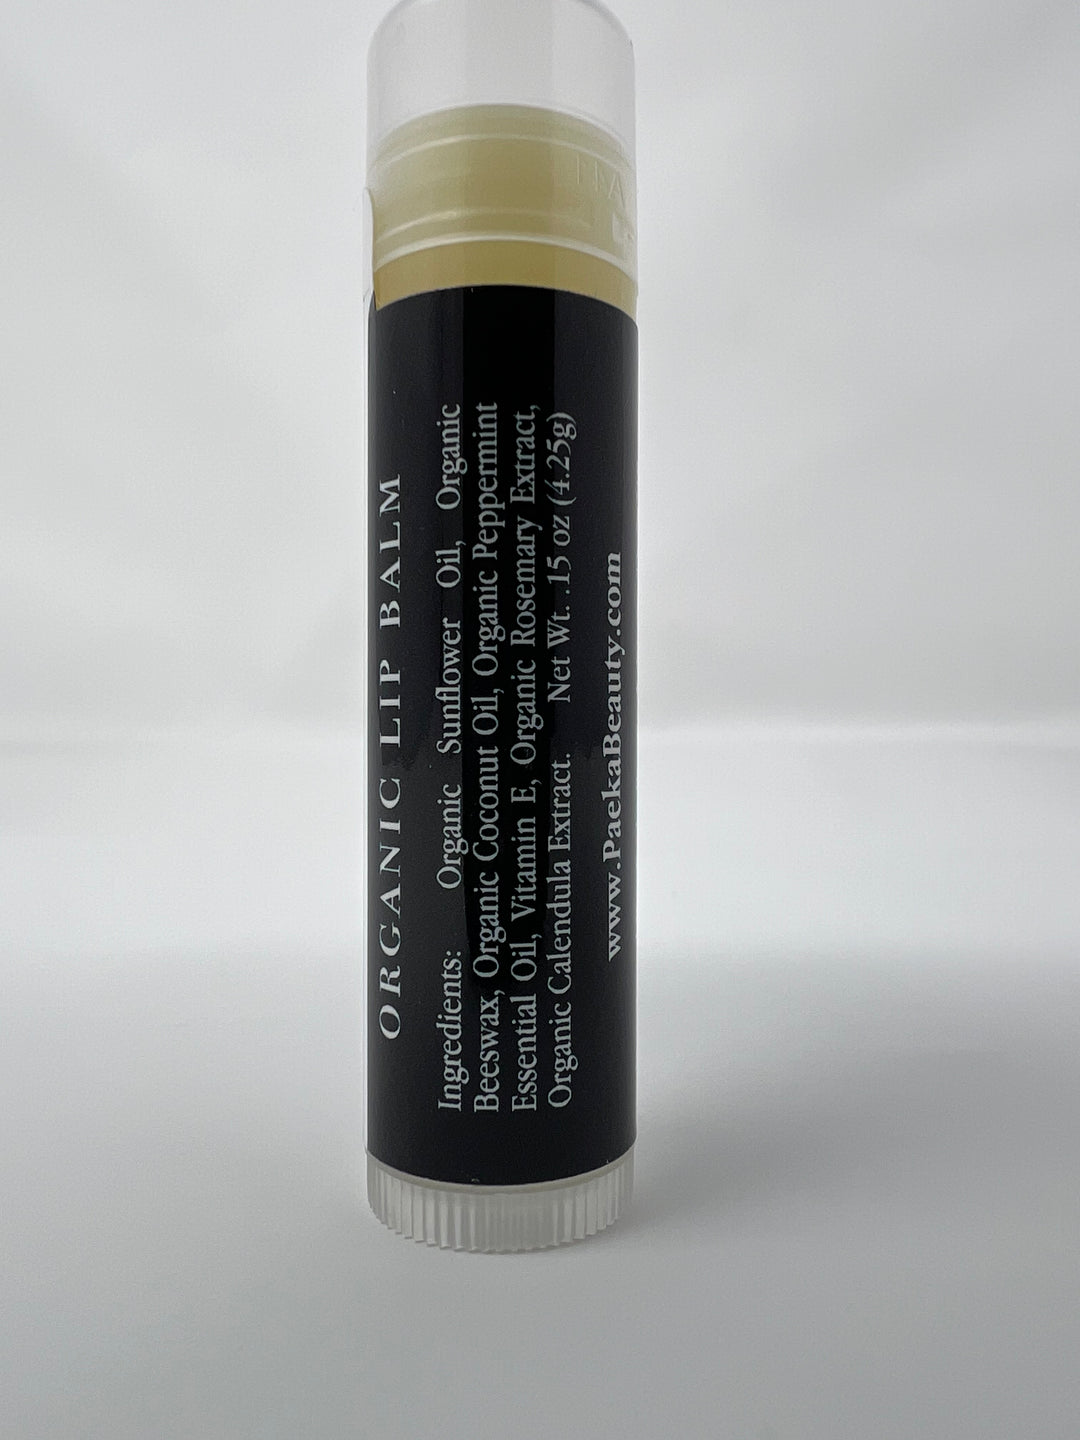 ORGANIC LIP BALM
Ingredients: Organic Sunflower Oil, Organic
Beeswax, Organic Coconut Oil, Organic Peppermint
Essential Oil, Vitamin E, Organic Rosemary Extract,
Organic Calendula Extract. Net Wt. .15 oz (4.25g)
www.PaekaBeauty.com